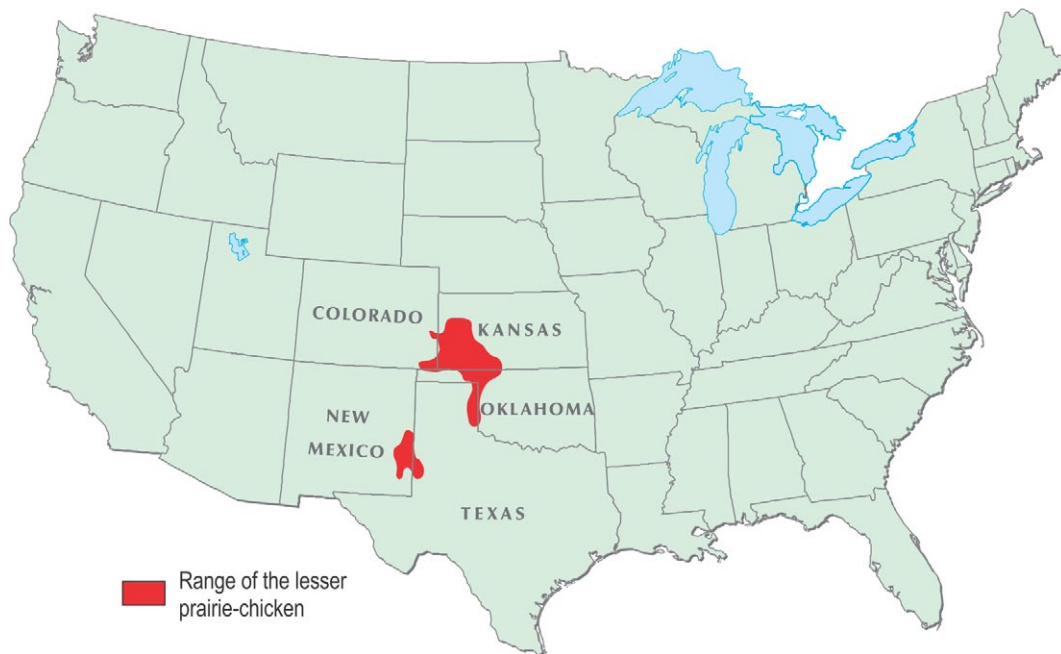 COLORADO
KANSAS
NEW
MEXICO
OKLAHOMA
TEXAS
Range of the lesser
prairie-chicken